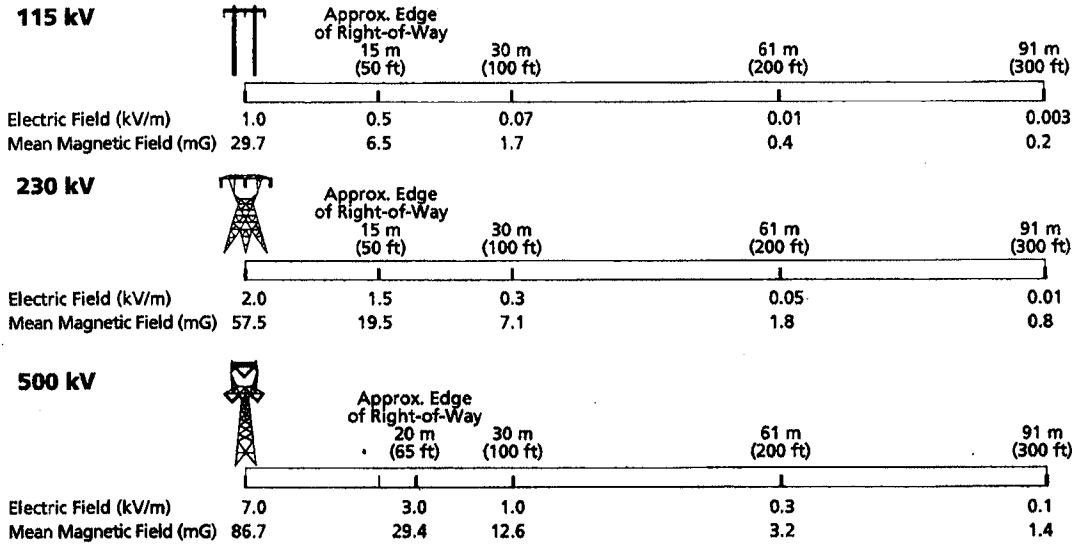 115 kV
Approx. Edge
of Right-of-Way
15 m 30 m 61 m 91 m
(50 ft) (100 ft) (200 ft) (300 ft)
Electric Field (kV/m) 1.0 0.5 0.07 0.01 0.003
Mean Magnetic Field (mG) 29.7 6.5 1.7 0.4 0.2
230 kV
Approx. Edge
of Right-of-Way
15 m 30 m 61 m 91 m
(50 ft) (100 ft) (200 ft) (300 ft)
Electric Field (kV/m) 2.0 1.5 0.3 0.05 0.01
Mean Magnetic Field (mG) 57.5 19.5 7.1 1.8 0.8
500 kV
Approx. Edge
of Right-of-Way
20 m 30 m 61 m 91 m
(65 ft) (100 ft) (200 ft) (300 ft)
Electric Field (kV/m) 7.0 3.0 1.0 0.3 0.1
Mean Magnetic Field (mG) 86.7 29.4 12.6 3.2 1.4